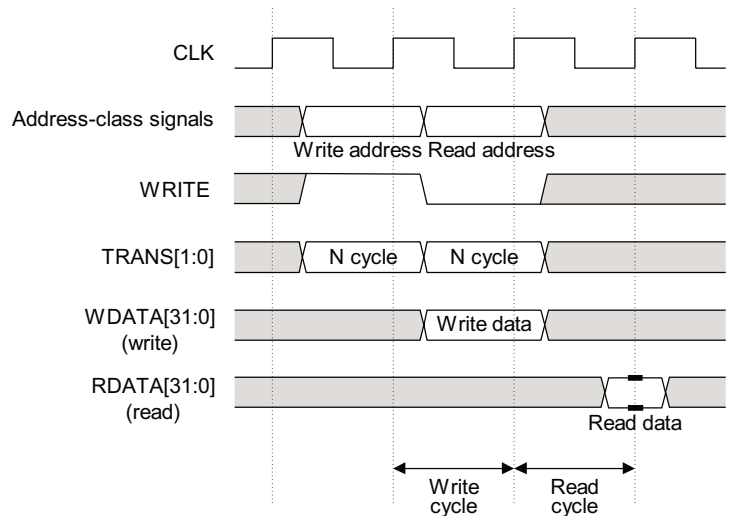 CLK
Address-class signals
Write address Read address
WRITE
TRANS[1:0]
N cycle N cycle
WDATA[31:0]
(write)
Write data
RDATA[31:0]
(read)
Read data
Write
cycle
Read
cycle